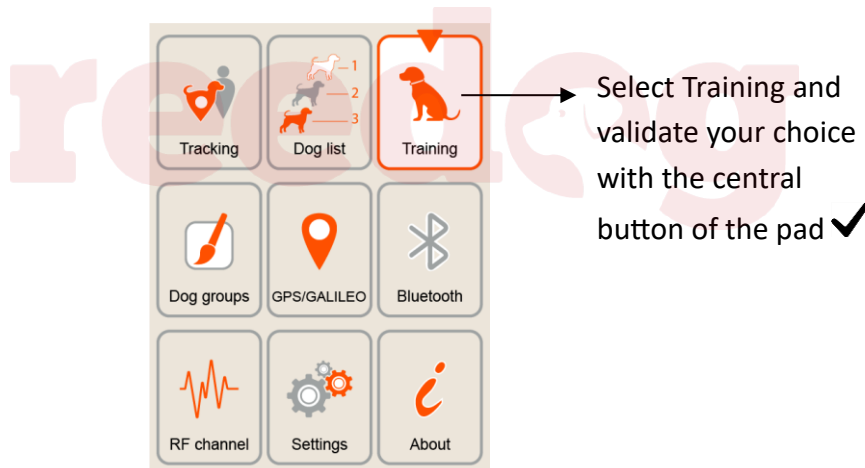 reedog
1
2
3
Tracking
Dog list
Training
Select Training and
validate your choice
with the central
button of the pad ✔
Dog groups
GPS/GALILEO
Bluetooth
RF channel
Settings
About